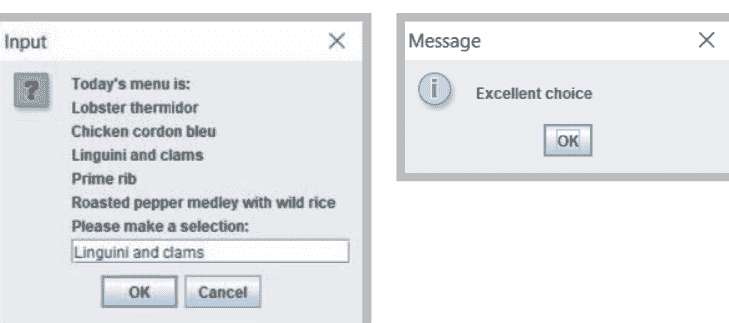 Input
Today's menu is:
Lobster thermidor
Chicken cordon bleu
Linguini and clams
Prime rib
Roasted pepper medley with wild rice
Please make a selection:
Linguini and clams
OK Cancel
Message
Excellent choice
OK